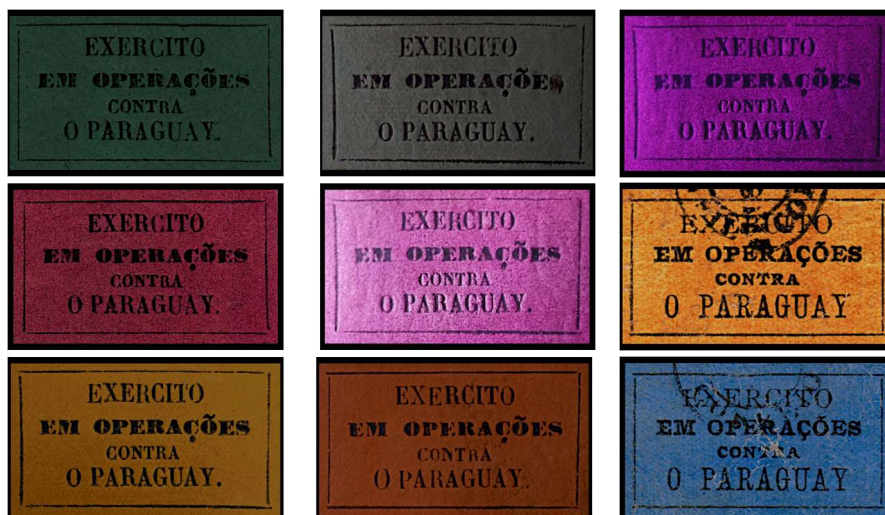 EXERCITO
EM OPERAÇÕES
CONTRA
O PARAGUAY.
EXERCITO
EM OPERAÇÕES
CONTRA
O PARAGUAY.
EXERCITO
EM OPERAÇÕES
CONTRA
O PARAGUAY.
EXERCITO
EM OPERAÇÕES
CONTRA
O PARAGUAY.
EXERCITO
EM OPERAÇÕES
CONTRA
O PARAGUAY.
EXERCITO
EM OPERAÇÕES
CONTRA
O PARAGUAY
EXERCITO
EM OPERAÇÕES
CONTRA
O PARAGUAY.
EXERCITO
EM OPERAÇÕES
CONTRA
O PARAGUAY.
EXERCITO
EM OPERAÇÕES
CONTRA
O PARAGUAY